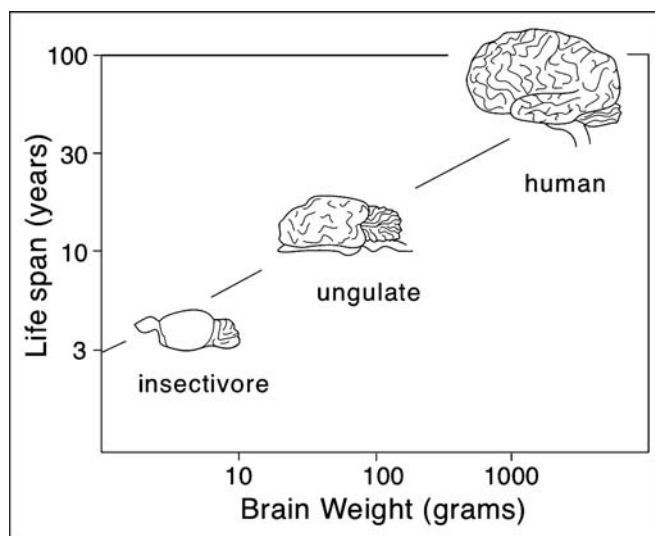 100
30
10
3
Life span (years)
human
ungulate
insectivore
10 100 1000
Brain Weight (grams)